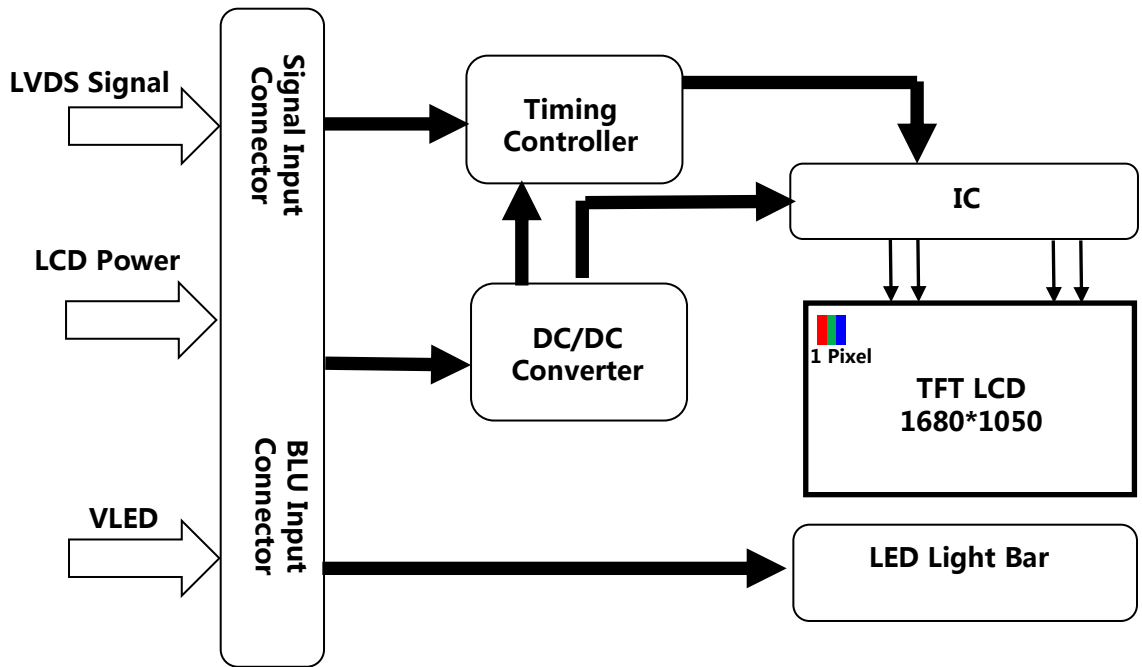 LVDS Signal
LCD Power
VLED
Signal Input
Connector
BLU Input
Connector
Timing
Controller
DC/DC
Converter
IC
1 Pixel
TFT LCD
1680*1050
LED Light Bar